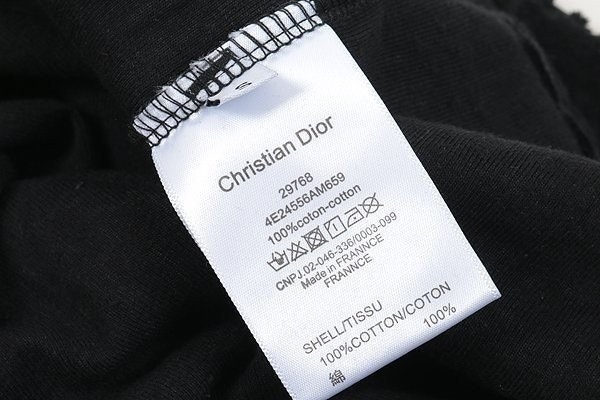 Christian Dior
29768
4E24556AM659
100%coton-cotton
CNPJ.02-046-336/0003-099
Made in FRANNCE
FRANNCE
SHELL/TISSU
100%COTTON/COTON
100%
綿